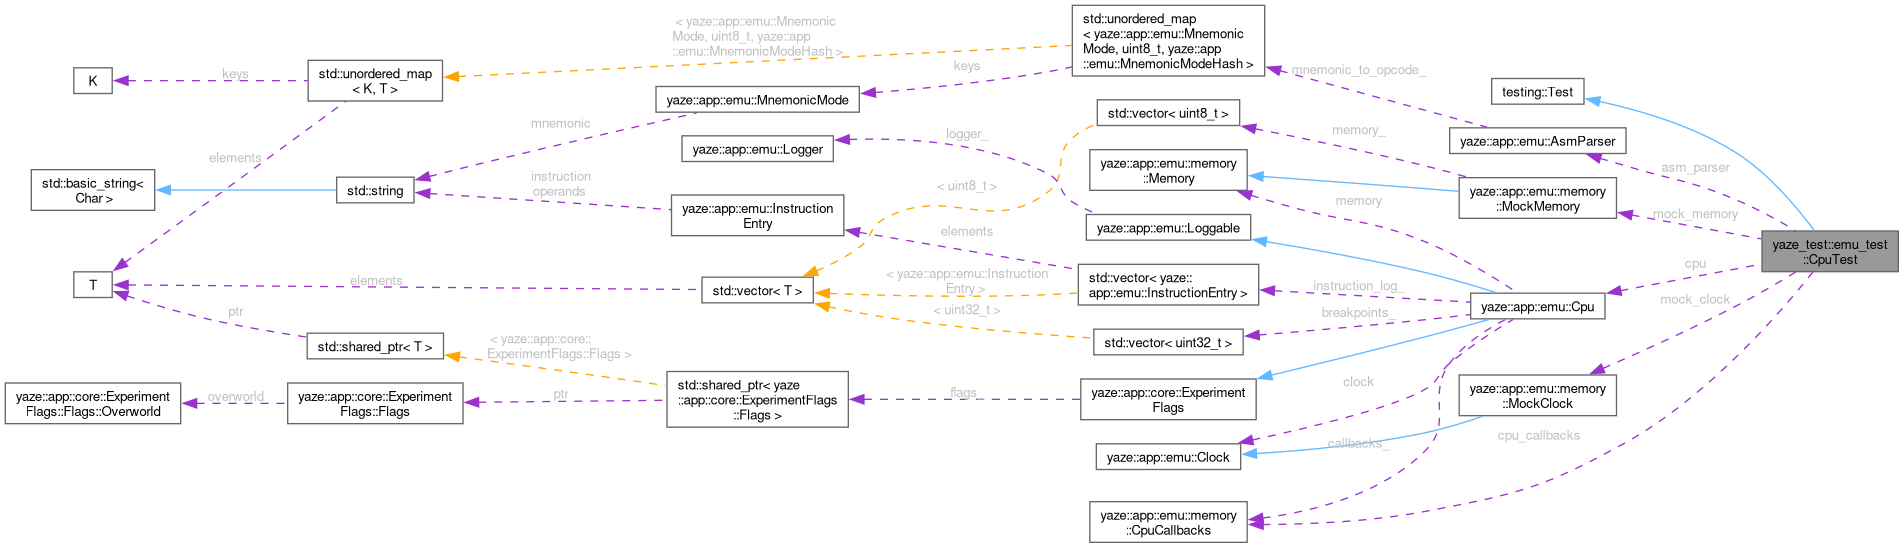 K
keys
std::unordered_map
< K, T >
< yaze::app::emu::Mnemonic
Mode, uint8_t, yaze::app
::emu::MnemonicModeHash >
std::unordered_map
< yaze::app::emu::Mnemonic
Mode, uint8_t, yaze::app
::emu::MnemonicModeHash >
keys
mnemonic_to_opcode_
testing::Test
yaze::app::emu::MnemonicMode
std::vector< uint8_t >
memory_
yaze::app::emu::AsmParser
asm_parser
elements
mnemonic
yaze::app::emu::Logger
logger_
yaze::app::emu::memory
::Memory
std::basic_string<
Char >
std::string
instruction
operands
< uint8_t >
memory
yaze::app::emu::memory
::MockMemory
mock_memory
yaze::app::emu::Instruction
Entry
elements
yaze::app::emu::Loggable
yaze_test::emu_test
::CpuTest
T
elements
std::vector< T >
< yaze::app::emu::Instruction
Entry >
std::vector< yaze::
app::emu::InstructionEntry >
instruction_log_
cpu
yaze::app::emu::Cpu
mock_clock
ptr
< uint32_t >
breakpoints_
std::shared_ptr< T >
< yaze::app::core::
ExperimentFlags::Flags >
std::vector< uint32_t >
yaze::app::core::Experiment
Flags::Flags::Overworld
overworld
yaze::app::core::Experiment
Flags::Flags
ptr
std::shared_ptr< yaze
::app::core::ExperimentFlags
::Flags >
flags
yaze::app::core::Experiment
Flags
clock
yaze::app::emu::memory
::MockClock
yaze::app::emu::Clock
callbacks_
cpu_callbacks
yaze::app::emu::memory
::CpuCallbacks